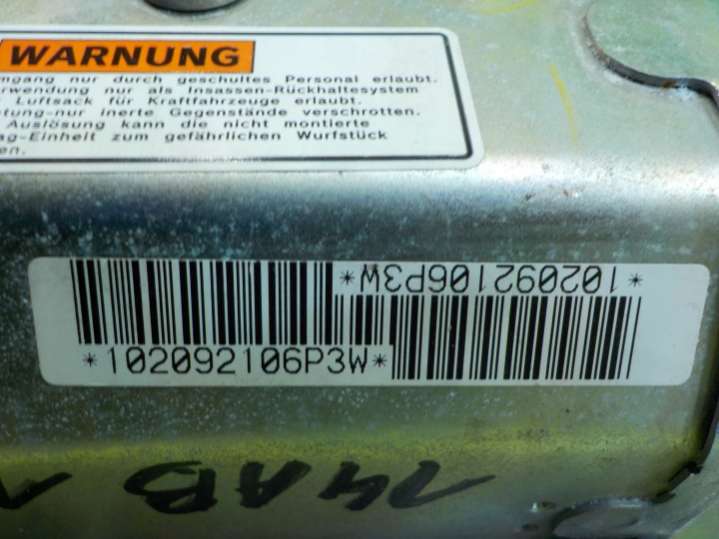 WARNUNG
mgang nur durch geschultes Personal erlaubt.
rwendung nur als Insassen-Rückhaltesystem
Luftsack für Kraftfahrzeuge erlaubt.
tung-nur inerte Gegenstände verschrotten.
Auslösung kann die nicht montierte
ag-Einheit zum gefährlichen Wurfstück
en.
*102092106P3W*
*102092106P3W*
14AB